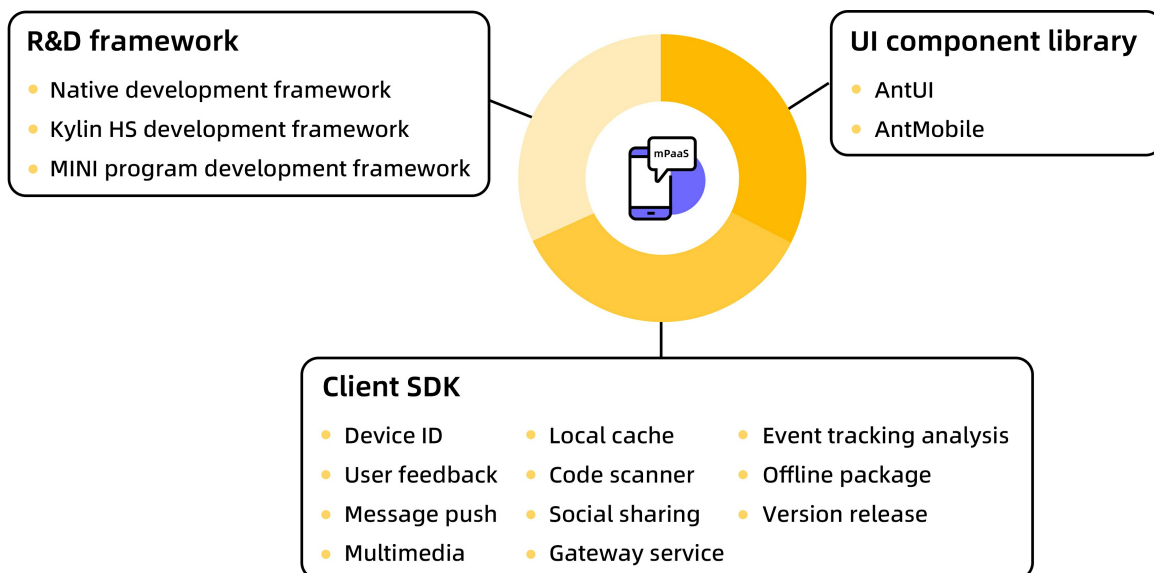 R&D framework
Native development framework
Kylin HS development framework
MINI program development framework
UI component library
AntUI
AntMobile
mPaaS
Client SDK
Device ID
User feedback
Message push
Multimedia
Local cache
Code scanner
Social sharing
Gateway service
Event tracking analysis
Offline package
Version release